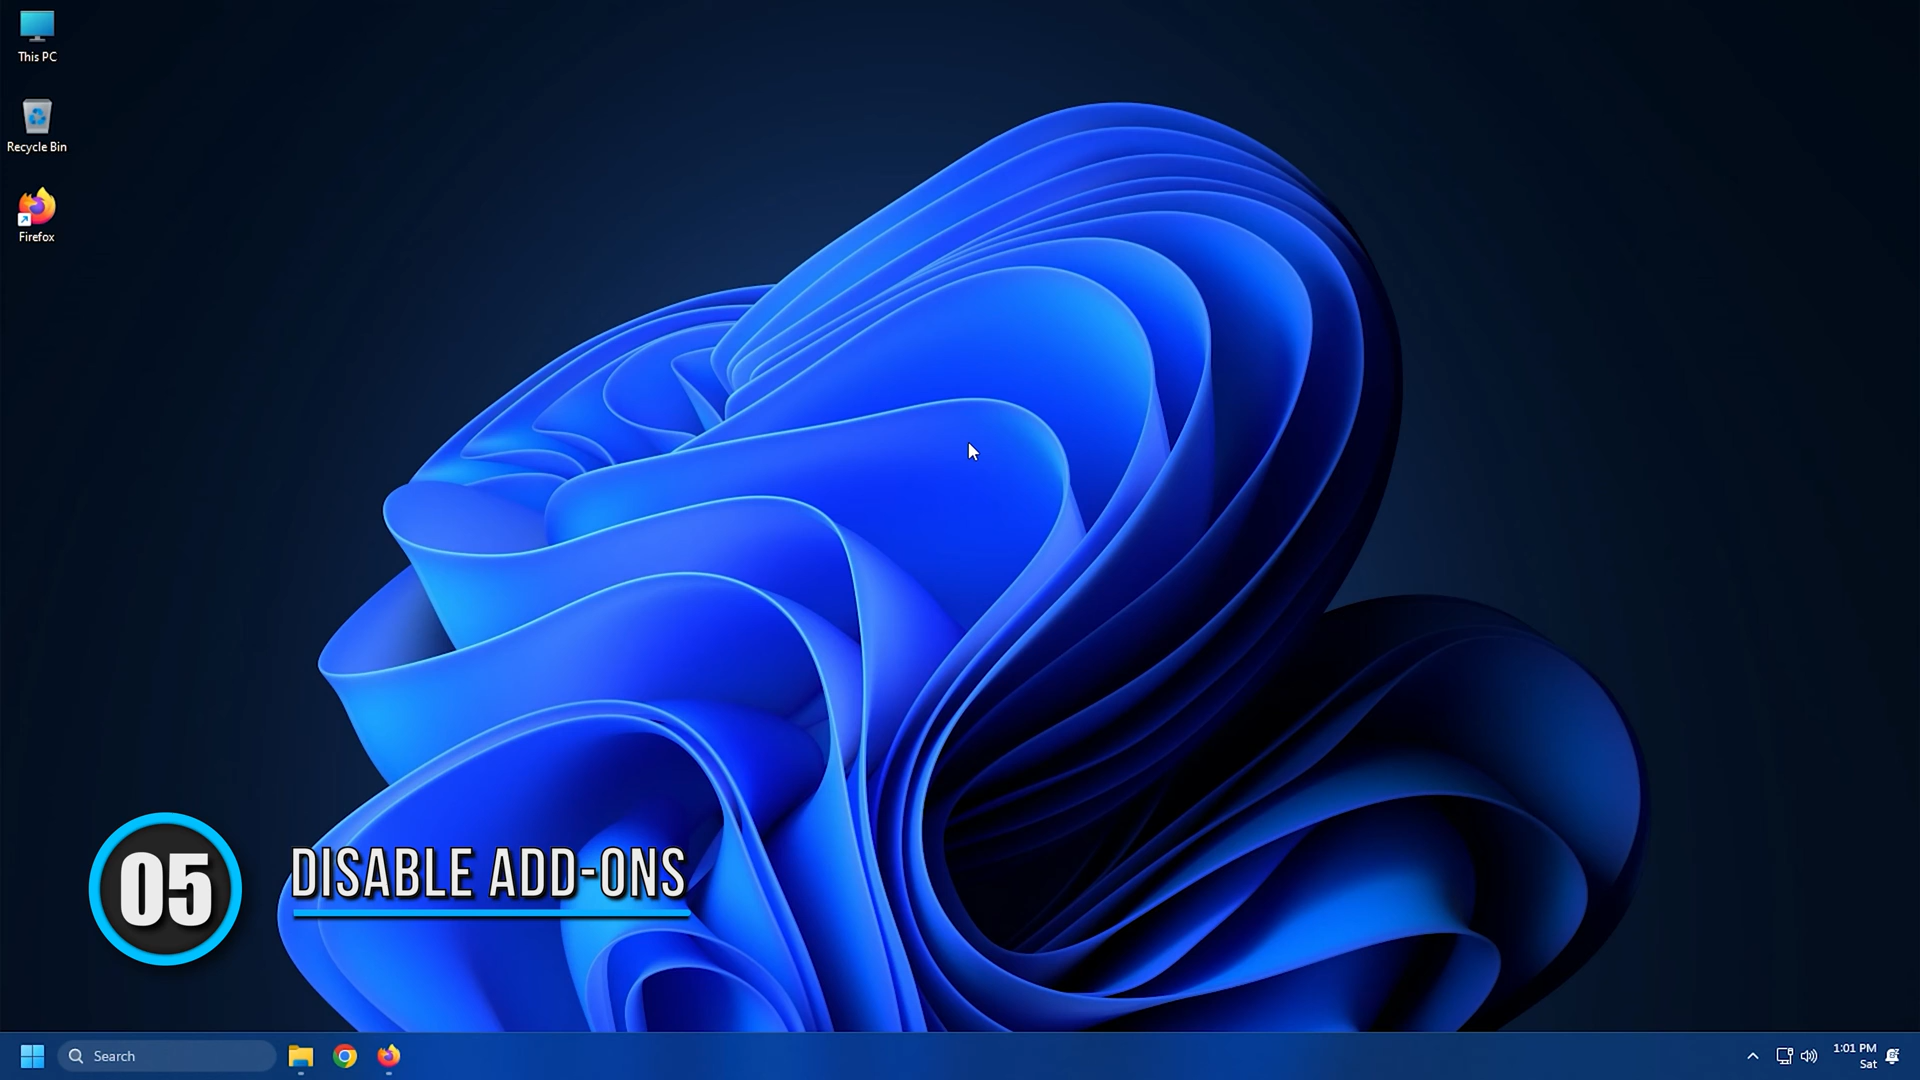 This PC
Recycle Bin
Firefox
05
DISABLE ADD-ONS
Search
1:01 PM
Sat